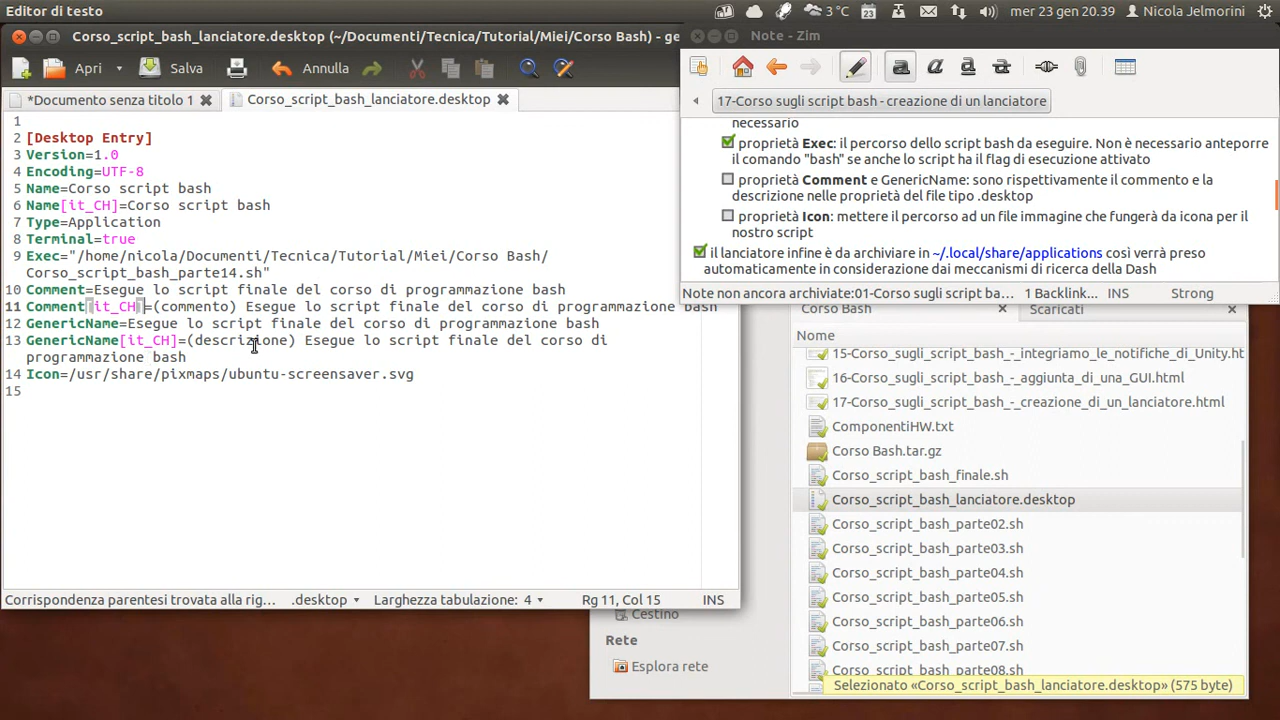 Editor di testo
3 °C
23
mer 23 gen 20.39
Nicola Jelmorini
Corso_script_bash_lanciatore.desktop (~/Documenti/Tecnica/Tutorial/Miei/Corso Bash) - ge
Apri
Salva
Annulla
*Documento senza titolo 1
Corso_script_bash_lanciatore.desktop
1
2 [Desktop Entry]
3 Version=1.0
4 Encoding=UTF-8
5 Name=Corso script bash
6 Name[it_CH]=Corso script bash
7 Type=Application
8 Terminal=true
9 Exec="/home/nicola/Documenti/Tecnica/Tutorial/Miei/Corso Bash/
Corso_script_bash_parte14.sh"
10 Comment=Esegue lo script finale del corso di programmazione bash
11 Comment[it_CH]=(commento) Esegue lo script finale del corso di programmazione bash
12 GenericName=Esegue lo script finale del corso di programmazione bash
13 GenericName[it_CH]=(descrizione) Esegue lo script finale del corso di
programmazione bash
14 Icon=/usr/share/pixmaps/ubuntu-screensaver.svg
15
Corrispondenza parentesi trovata alla rig...
.desktop
Larghezza tabulazione: 4
Rg 11, Col 15
INS
Note - Zim
a a a a
17-Corso sugli script bash - creazione di un lanciatore
necessario
proprietà Exec: il percorso dello script bash da eseguire. Non è necessario anteporre
il comando "bash" se anche lo script ha il flag di esecuzione attivato
proprietà Comment e GenericName: sono rispettivamente il commento e la
descrizione nelle proprietà del file tipo .desktop
proprietà Icon: mettere il percorso ad un file immagine che fungerà da icona per il
nostro script
il lanciatore infine è da archiviare in ~/.local/share/applications così verrà preso
automaticamente in considerazione dai meccanismi di ricerca della Dash
Note non ancora archiviate:01-Corso sugli script ba...
1 Backlink...
INS
Strong
Corso Bash
Scaricati
Nome
15-Corso_sugli_script_bash_-_integriamo_le_notifiche_di_Unity.ht
16-Corso_sugli_script_bash_-_aggiunta_di_una_GUI.html
17-Corso_sugli_script_bash_-_creazione_di_un_lanciatore.html
ComponentiHW.txt
Corso Bash.tar.gz
Corso_script_bash_finale.sh
Corso_script_bash_lanciatore.desktop
Corso_script_bash_parte02.sh
Corso_script_bash_parte03.sh
Corso_script_bash_parte04.sh
Corso_script_bash_parte05.sh
Corso_script_bash_parte06.sh
Corso_script_bash_parte07.sh
Corso_script_bash_parte08.sh
Cestino
Rete
Esplora rete
Selezionato «Corso_script_bash_lanciatore.desktop» (575 byte)